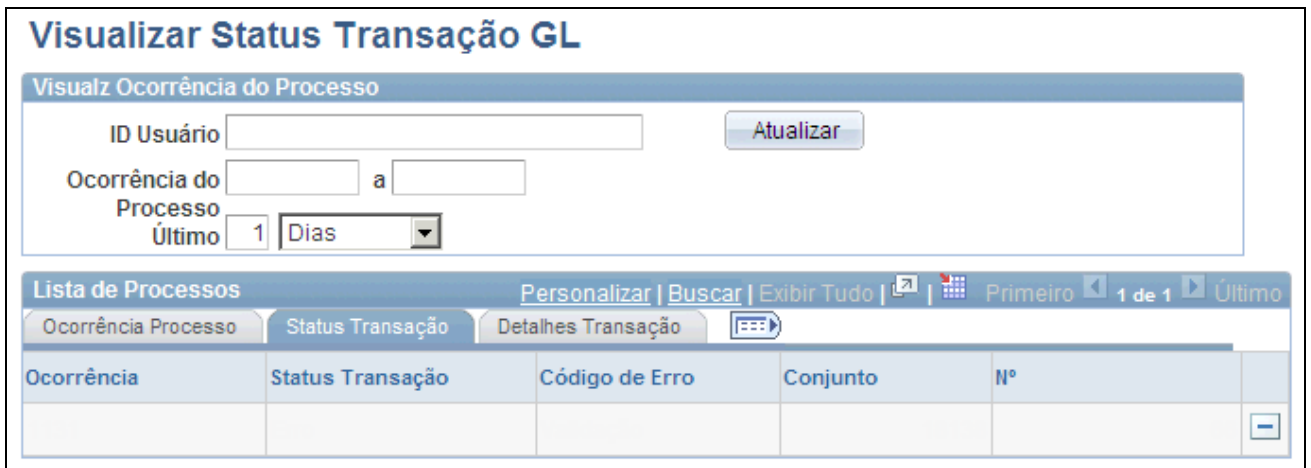 Visualizar Status Transação GL
Visualz Ocorrência do Processo
ID Usuário Atualizar
Ocorrência do a
Processo
Último 1 Dias
Lista de Processos Personalizar | Buscar | Exibir Tudo | | Primeiro 1 de 1 Último
Ocorrência Processo Status Transação Detalhes Transação
Ocorrência Status Transação Código de Erro Conjunto Nº